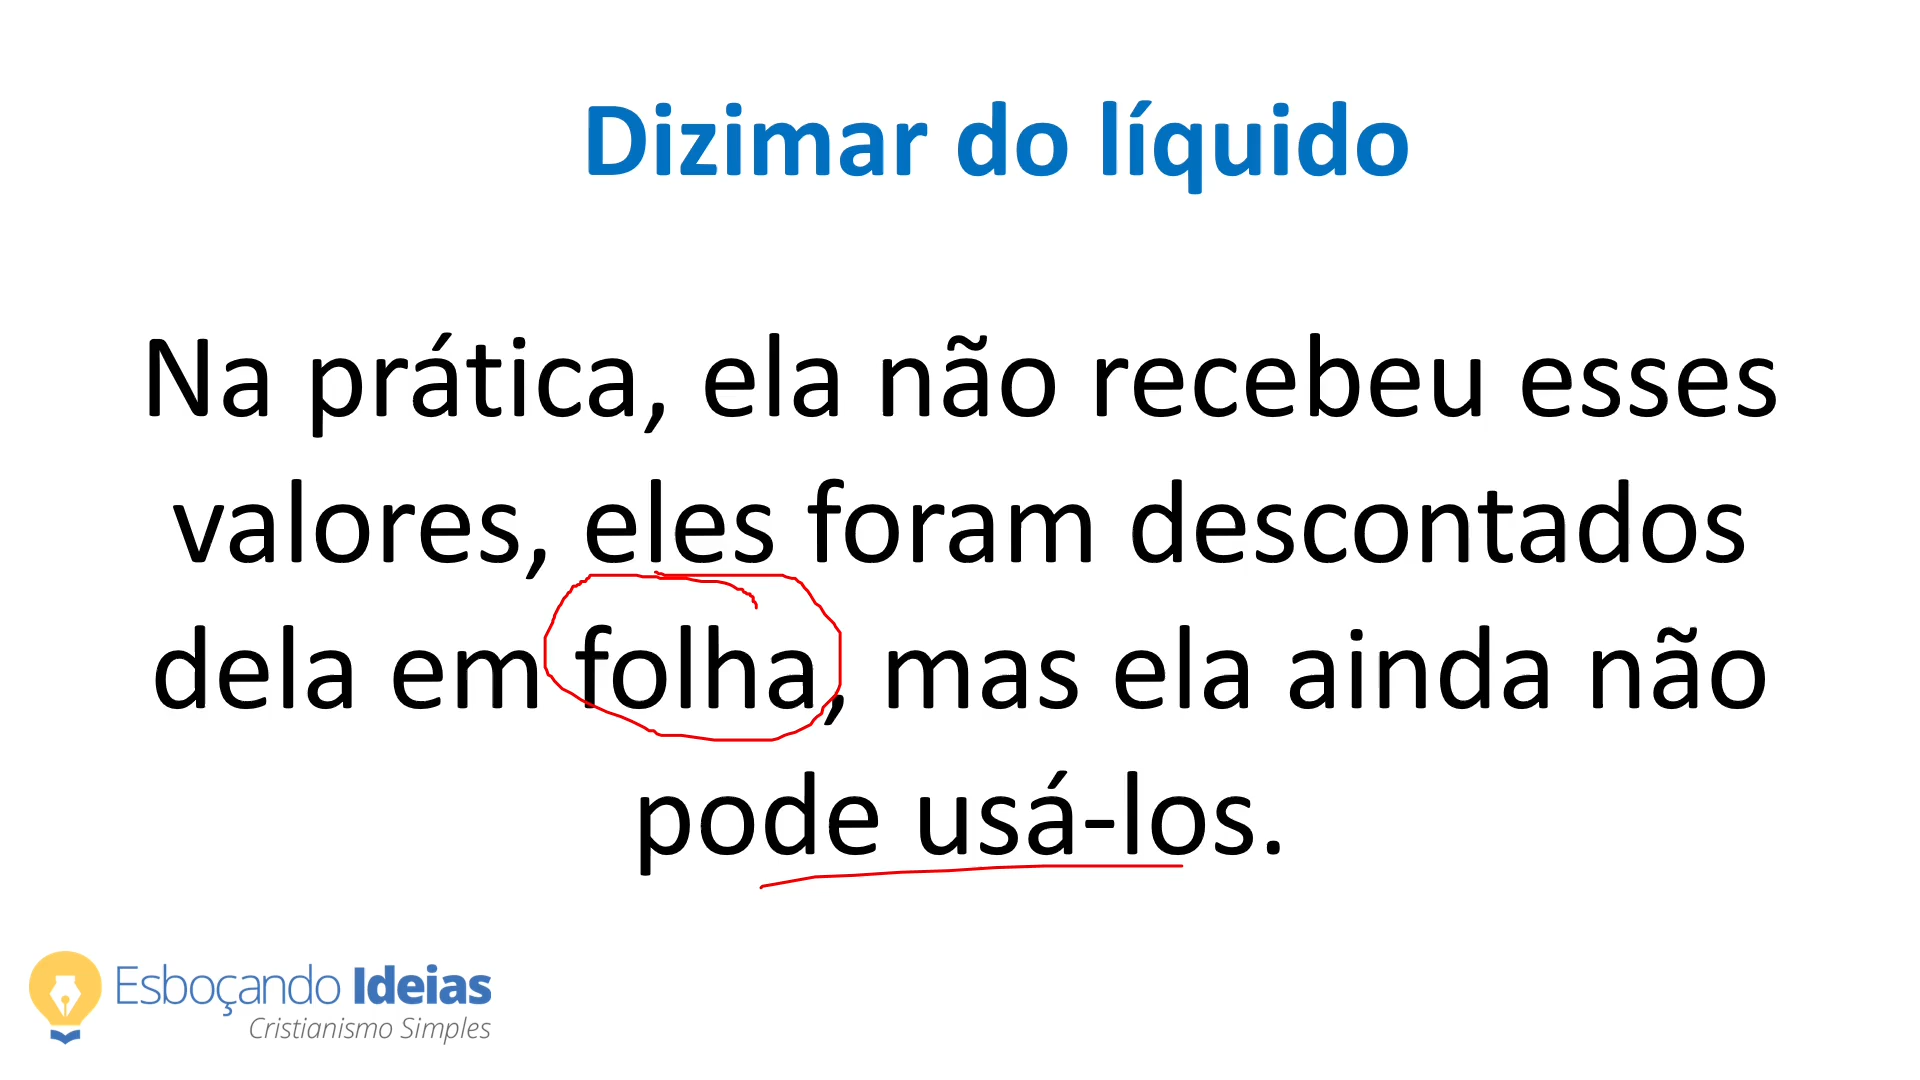 Dizimar do líquido
Na prática, ela não recebeu esses
valores, eles foram descontados
dela em folha, mas ela ainda não
pode usá-los.
Esboçando Ideias
Cristianismo Simples